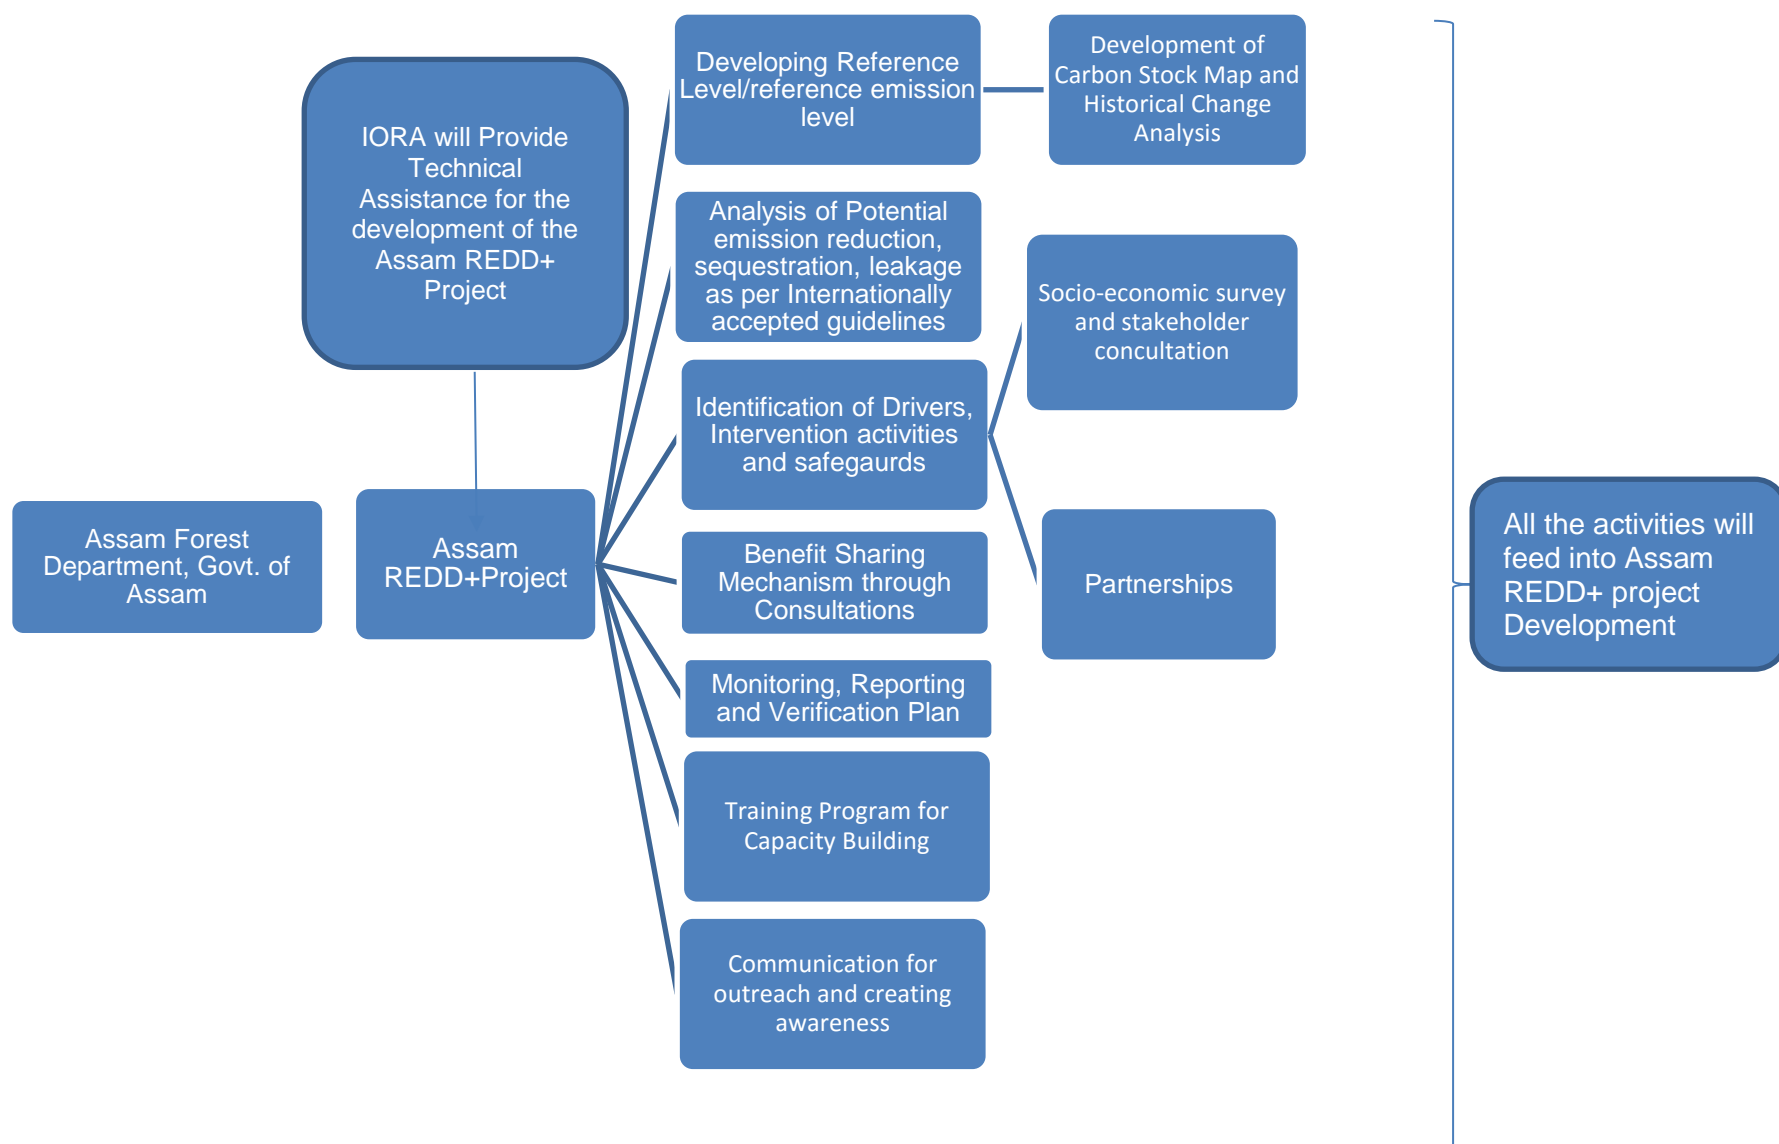 IORA will Provide
Technical
Assistance for the
development of the
Assam REDD+
Project
Assam Forest
Department, Govt. of
Assam
Assam
REDD+Project
Developing Reference
Level/reference emission
level
Development of
Carbon Stock Map and
Historical Change
Analysis
Analysis of Potential
emission reduction,
sequestration, leakage
as per Internationally
accepted guidelines
Identification of Drivers,
Intervention activities
and safegaurds
Socio-economic survey
and stakeholder
concultation
Partnerships
Benefit Sharing
Mechanism through
Consultations
Monitoring, Reporting
and Verification Plan
Training Program for
Capacity Building
Communication for
outreach and creating
awareness
All the activities will
feed into Assam
REDD+ project
Development